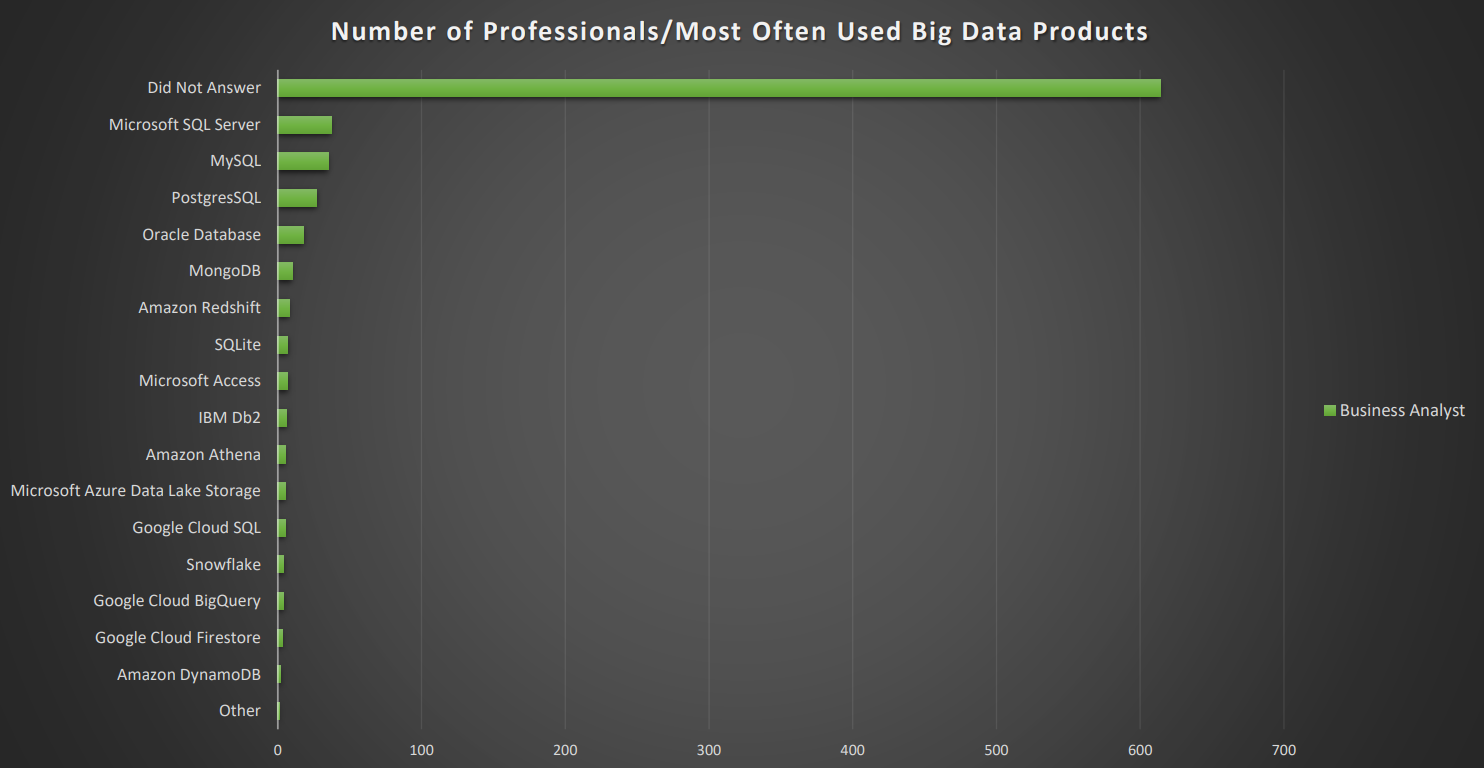 Number of Professionals/Most Often Used Big Data Products
Did Not Answer
Microsoft SQL Server
MySQL
PostgresSQL
Oracle Database
MongoDB
Amazon Redshift
SQLite
Microsoft Access
IBM Db2
Amazon Athena
Microsoft Azure Data Lake Storage
Google Cloud SQL
Snowflake
Google Cloud BigQuery
Google Cloud Firestore
Amazon DynamoDB
Other
0 100 200 300 400 500 600 700
Business Analyst